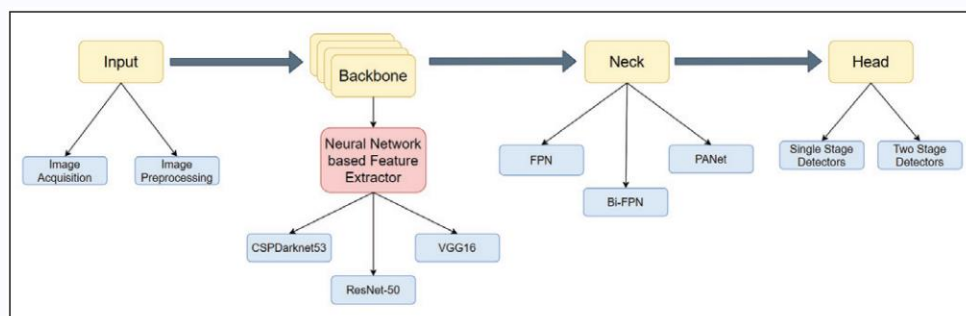 Input
Backbone
Neck
Head
Neural Network
based Feature
Extractor
Image
Acquisition
Image
Preprocessing
FPN
PANet
Bi-FPN
Single Stage
Detectors
Two Stage
Detectors
CSPDarknet53
VGG16
ResNet-50